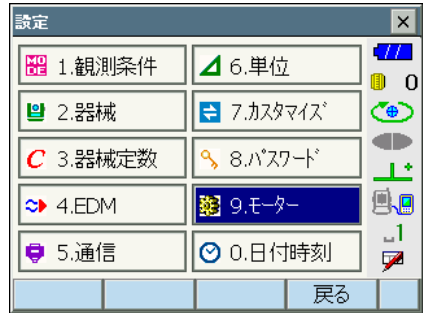 設定
MODE 1.観測条件
6.単位
2.器械
7.ｶｽﾀﾏｲｽﾞ
0
C 3.器械定数
8.ﾊﾟｽﾜｰﾄﾞ
4.EDM
9.ﾓｰﾀｰ
5.通信
0.日付時刻
1
戻る